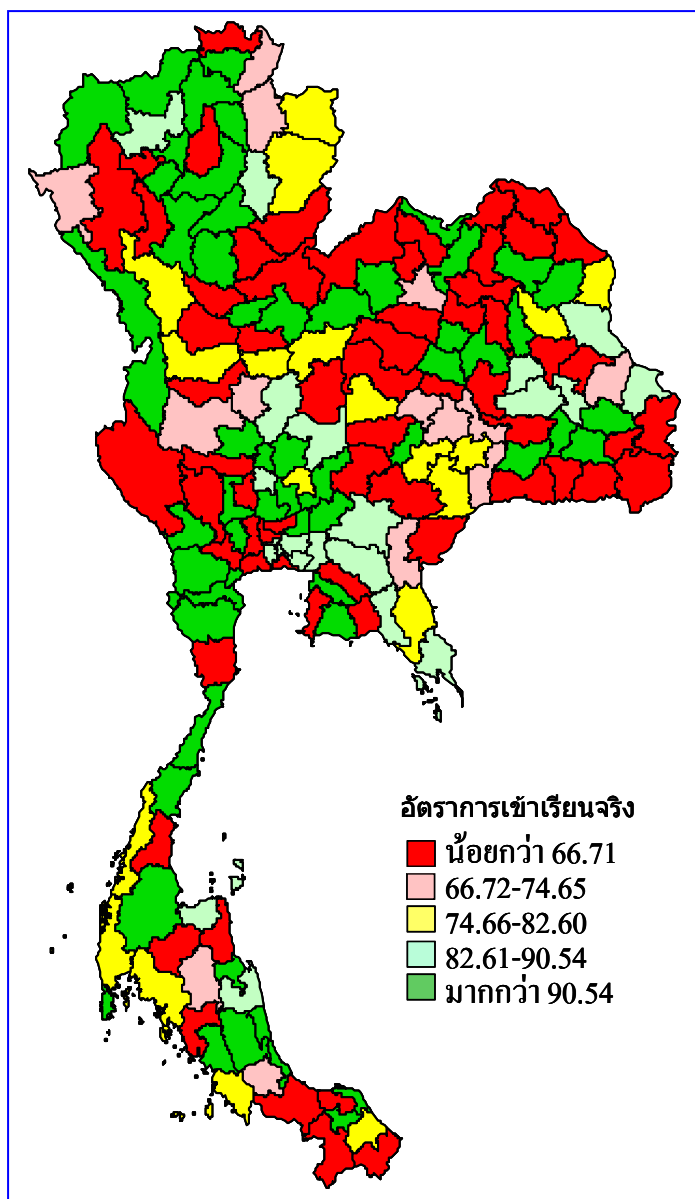 อัตราการเข้าเรียนจริง
น้อยกว่า 66.71
66.72-74.65
74.66-82.60
82.61-90.54
มากกว่า 90.54